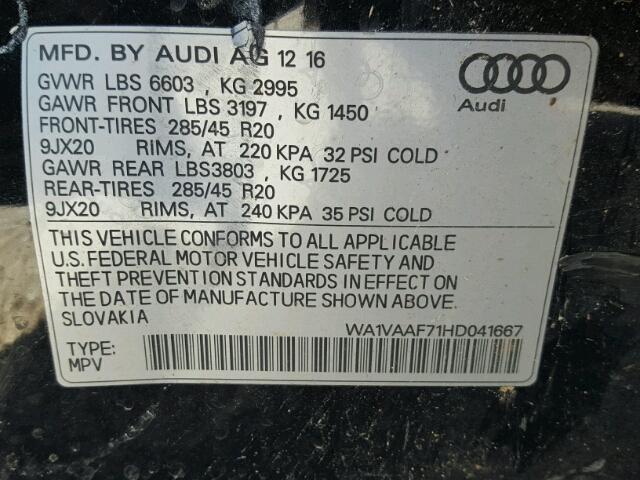 MFD. BY AUDI AG 12 16
GVWR LBS 6603 , KG 2995
GAWR FRONT LBS 3197 , KG 1450
FRONT-TIRES 285/45 R20
9JX20 RIMS, AT 220 KPA 32 PSI COLD
GAWR REAR LBS3803 , KG 1725
REAR-TIRES 285/45 R20
9JX20 RIMS, AT 240 KPA 35 PSI COLD
Audi
THIS VEHICLE CONFORMS TO ALL APPLICABLE
U.S. FEDERAL MOTOR VEHICLE SAFETY AND
THEFT PREVENTION STANDARDS IN EFFECT ON
THE DATE OF MANUFACTURE SHOWN ABOVE.
SLOVAKIA
WA1VAAF71HD041667
TYPE:
MPV